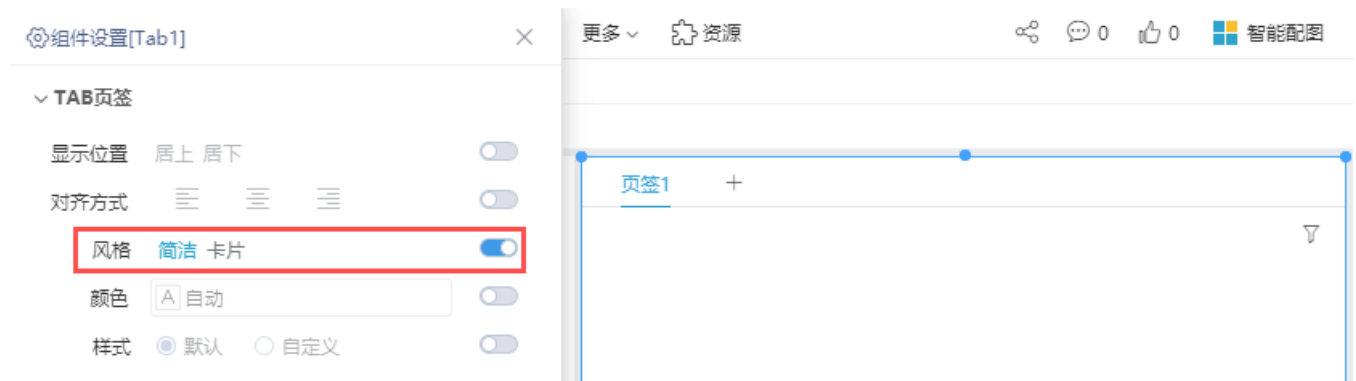 组件设置[Tab1]
更多 资源 0 0 智能配图
TAB页签
显示位置 居上 居下
对齐方式
风格 简洁 卡片
颜色 A 自动
样式 默认 自定义
页签1 +